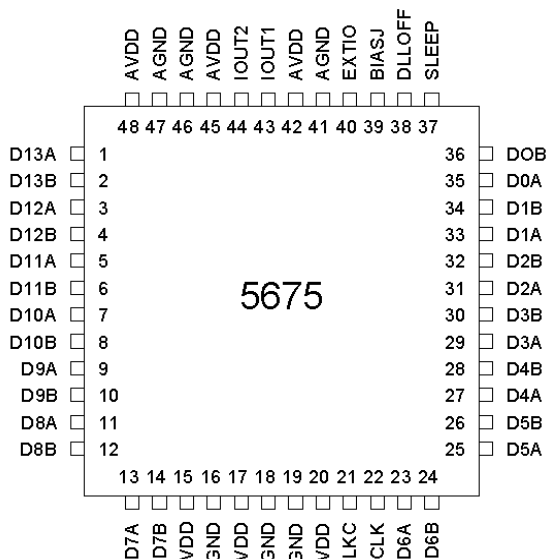 AVDD AGND AGND AVDD IOUT2 IOUT1 AVDD AGND EXTIO BIASJ DLLOFF SLEEP
48 47 46 45 44 43 42 41 40 39 38 37
D13A 1 36 DOB
D13B 2 35 D0A
D12A 3 34 D1B
D12B 4 33 D1A
D11A 5 32 D2B
D11B 6 31 D2A
5675
D10A 7 30 D3B
D10B 8 29 D3A
D9A 9 28 D4B
D9B 10 27 D4A
D8A 11 26 D5B
D8B 12 25 D5A
13 14 15 16 17 18 19 20 21 22 23 24
D7A D7B VDD GND VDD GND GND VDD LKC CLK D6A D6B